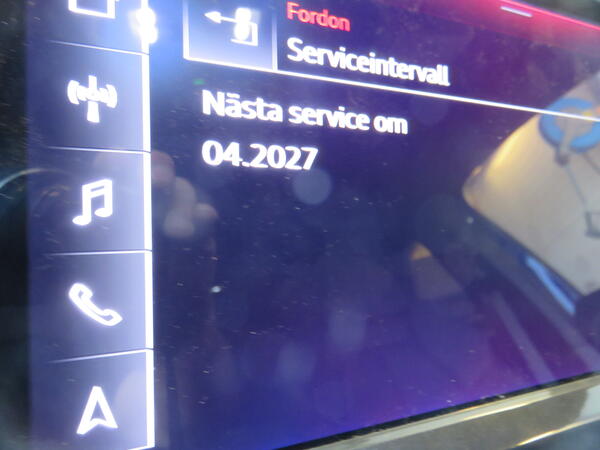 Fordon
Serviceintervall
Nästa service om
04.2027